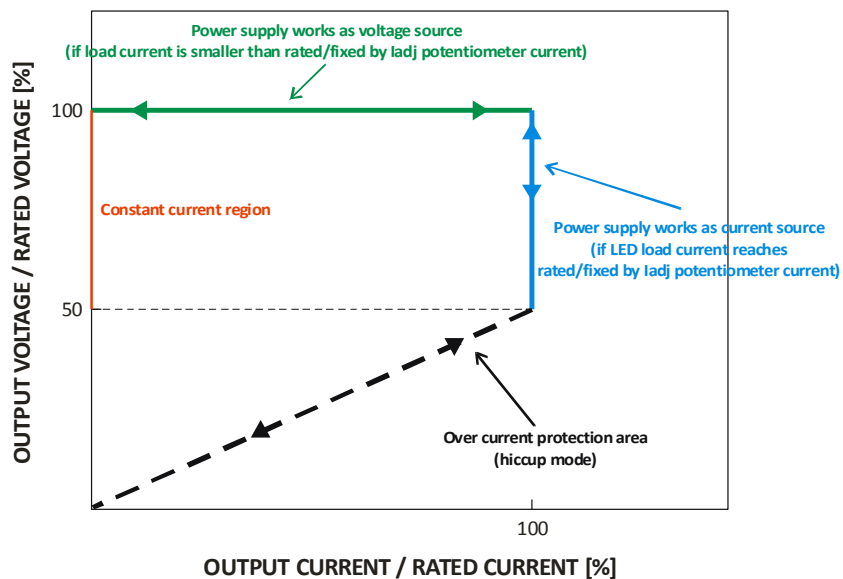 Power supply works as voltage source
(if load current is smaller than rated/fixed by Iadj potentiometer current)
100
Constant current region
Power supply works as current source
(if LED load current reaches
rated/fixed by Iadj potentiometer current)
50
Over current protection area
(hiccup mode)
100
OUTPUT VOLTAGE / RATED VOLTAGE [%]
OUTPUT CURRENT / RATED CURRENT [%]